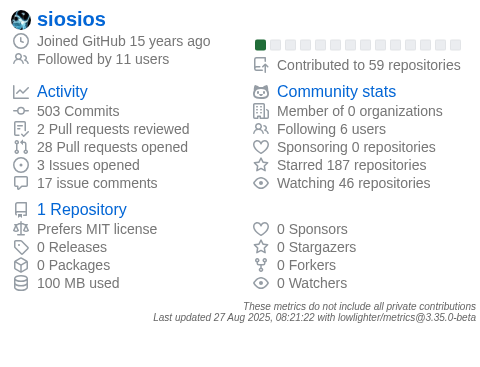 siosios
Joined GitHub 15 years ago
Followed by 11 users
Contributed to 59 repositories
Activity
503 Commits
2 Pull requests reviewed
28 Pull requests opened
3 Issues opened
17 issue comments
Community stats
Member of 0 organizations
Following 6 users
Sponsoring 0 repositories
Starred 187 repositories
Watching 46 repositories
1 Repository
Prefers MIT license
0 Releases
0 Packages
100 MB used
0 Sponsors
0 Stargazers
0 Forkers
0 Watchers
These metrics do not include all private contributions
Last updated 27 Aug 2025, 08:21:22 with lowlighter/metrics@3.35.0-beta